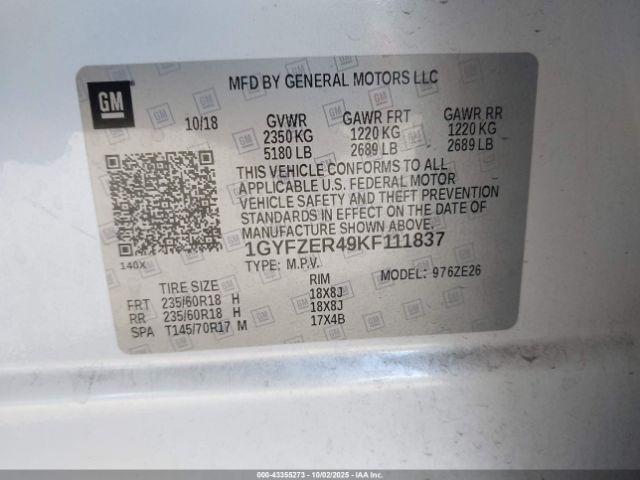 GM
MFD BY GENERAL MOTORS LLC
10/18 GVWR GAWR FRT GAWR RR
2350 KG 1220 KG 1220 KG
5180 LB 2689 LB 2689 LB
THIS VEHICLE CONFORMS TO ALL
APPLICABLE U.S. FEDERAL MOTOR
VEHICLE SAFETY AND THEFT PREVENTION
STANDARDS IN EFFECT ON THE DATE OF
MANUFACTURE SHOWN ABOVE.
1GYFZER49KF111837
140X TYPE: M.P.V. MODEL: 976ZE26
TIRE SIZE RIM
FRT 235/60R18 H 18X8J
RR 235/60R18 H 18X8J
SPA T145/70R17 M 17X4B
000-43355273 - 10/02/2025 - IAAI.COM